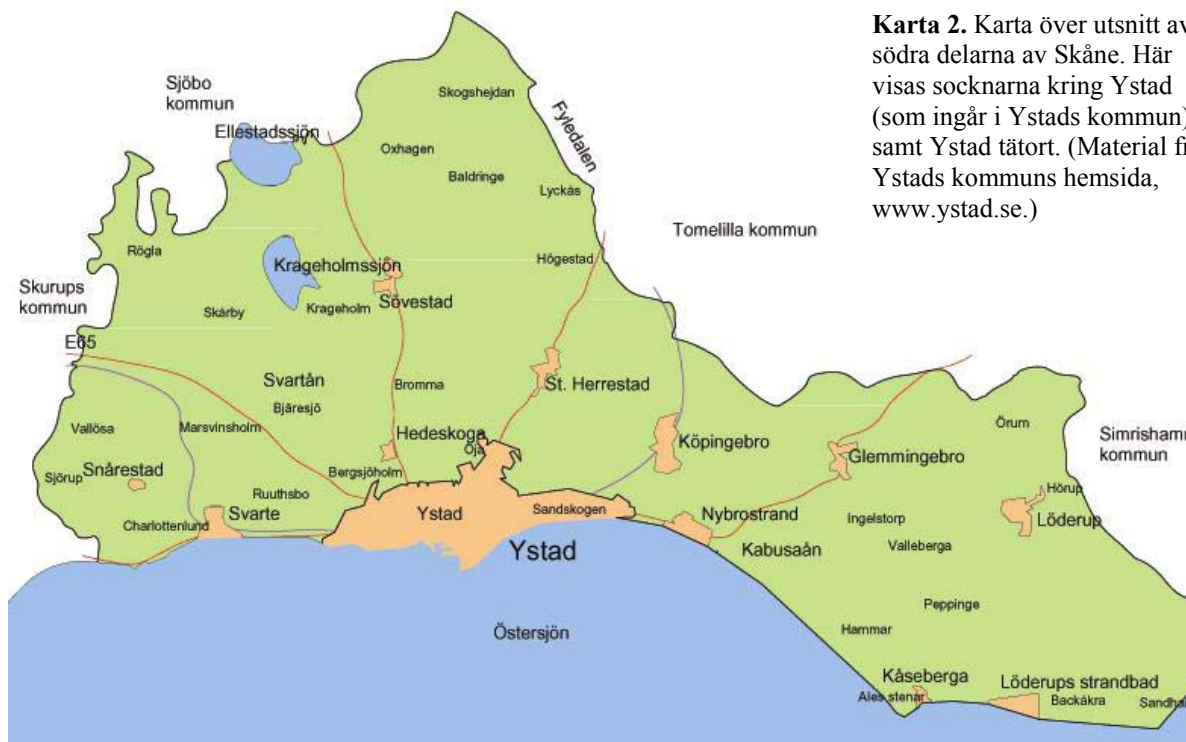 Karta 2. Karta över utsnitt av
södra delarna av Skåne. Här
visas socknarna kring Ystad
(som ingår i Ystads kommun)
samt Ystad tätort. (Material
Ystads kommuns hemsida,
www.ystad.se.)
Sjöbo
kommun
Skogshejdan
Ellestadssjön
Fyledalen
Oxhagen
Baldringe
Lyckås
Tomelilla kommun
Rögla
Högestad
Krageholmssjön
Skurups
kommun
Sövestad
Skårby
Krageholm
E65
Svartån
Bromma
St. Herrestad
Bjäresjö
Vallösa
Marsvinsholm
Hedeskoga
Öja
Köpingebro
Örum
Simrishamn
kommun
Glemmingebro
Sjörup
Snårestad
Bergsjöholm
Ruuthsbo
Hörup
Charlottenlund
Svarte
Ystad
Sandskogen
Nybrostrand
Ingelstorp
Löderup
Ystad
Kabusaån
Valleberga
Peppinge
Östersjön
Hammar
Kåseberga
Löderups strandbad
Ales stenar
Backåkra